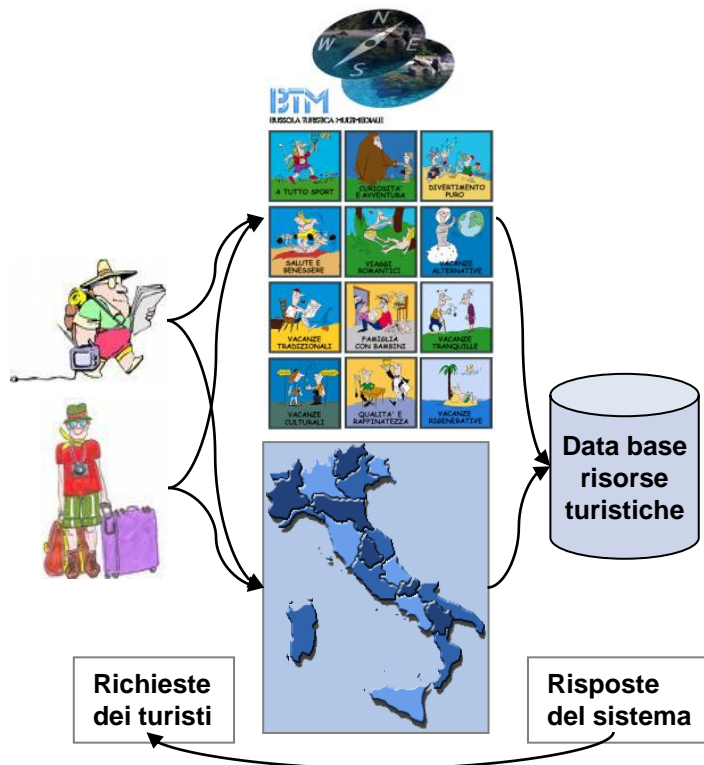 N
W
E
S
BTM
BUSSOLA TURISTICA MULTIMEDIALE
A TUTTO SPORT
CURIOSITA'
E AVVENTURA
DIVERTIMENTO
PURO
SALUTE E
BENESSERE
VIAGGI
ROMANTICI
VACANZE
ALTERNATIVE
VACANZE
TRADIZIONALI
FAMIGLIA
CON BAMBINI
VACANZE
TRANQUILLE
VACANZE
CULTURALI
QUALITA' E
RAFFINATEZZA
VACANZE
RIGENERATIVE
Data base
risorse
turistiche
Richieste
dei turisti
Risposte
del sistema